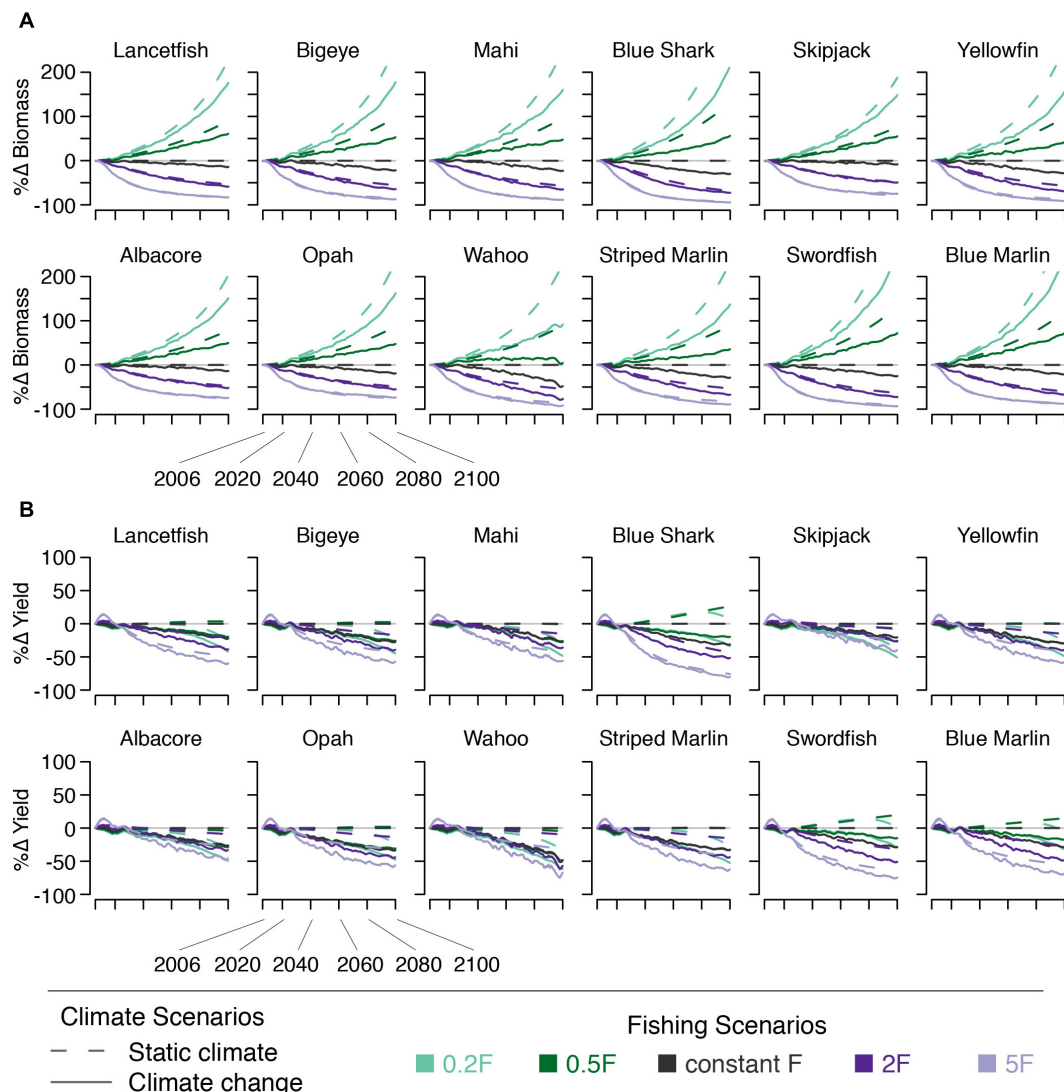 A
Lancetfish Bigeye Mahi Blue Shark Skipjack Yellowfin
200
100
0
-100
%Δ Biomass
Albacore Opah Wahoo Striped Marlin Swordfish Blue Marlin
200
100
0
-100
%Δ Biomass
2006 2020 2040 2060 2080 2100
B
Lancetfish Bigeye Mahi Blue Shark Skipjack Yellowfin
100
50
0
-50
-100
%Δ Yield
Albacore Opah Wahoo Striped Marlin Swordfish Blue Marlin
100
50
0
-50
-100
%Δ Yield
2006 2020 2040 2060 2080 2100
Climate Scenarios
Static climate
Climate change
Fishing Scenarios
0.2F 0.5F constant F 2F 5F